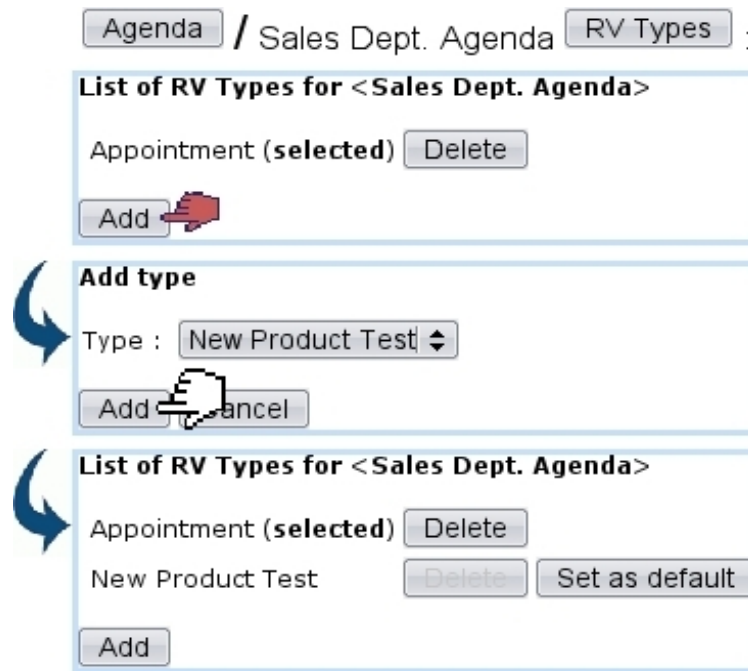 Agenda / Sales Dept. Agenda RV Types :
List of RV Types for <Sales Dept. Agenda>
Appointment (selected) Delete
Add
Add type
Type : New Product Test
Add Cancel
List of RV Types for <Sales Dept. Agenda>
Appointment (selected) Delete
New Product Test Delete Set as default
Add